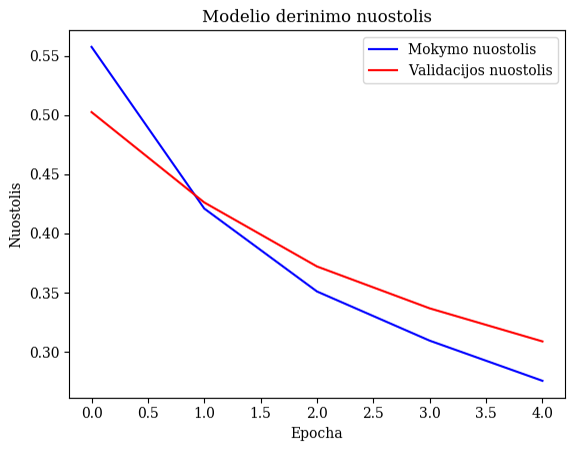 Modelio derinimo nuostolis
Mokymo nuostolis
Validacijos nuostolis
Nuostolis
0.55
0.50
0.45
0.40
0.35
0.30
0.0 0.5 1.0 1.5 2.0 2.5 3.0 3.5 4.0
Epocha